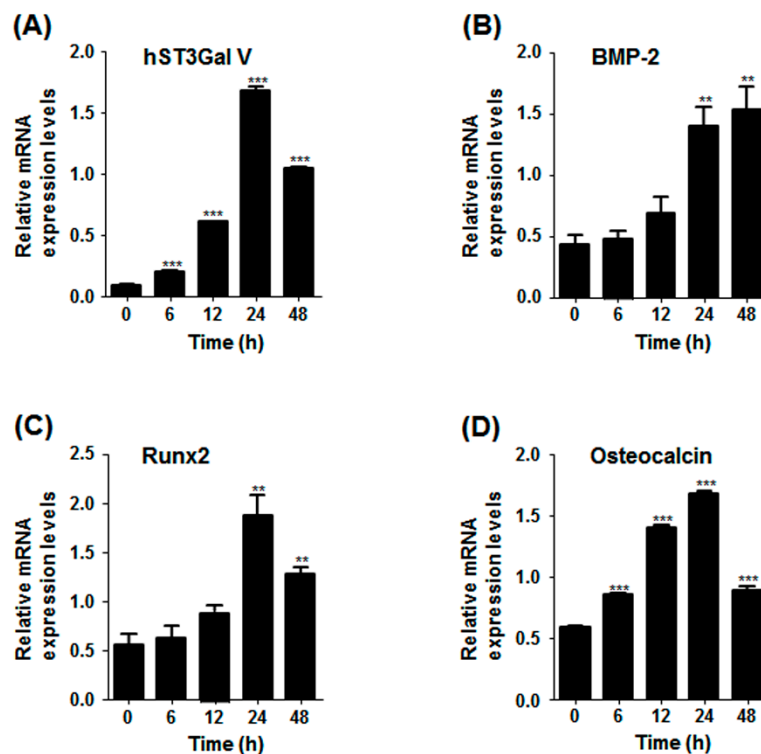 (A)
hST3Gal V
Relative mRNA
expression levels
2.0
1.5
1.0
0.5
0.0
***
***
***
***
0 6 12 24 48
Time (h)
(B)
BMP-2
Relative mRNA
expression levels
2.0
1.5
1.0
0.5
0.0
**
**
0 6 12 24 48
Time (h)
(C)
Runx2
Relative mRNA
expression levels
2.5
2.0
1.5
1.0
0.5
0.0
**
**
0 6 12 24 48
Time (h)
(D)
Osteocalcin
Relative mRNA
expression levels
2.0
1.5
1.0
0.5
0.0
***
***
***
***
0 6 12 24 48
Time (h)